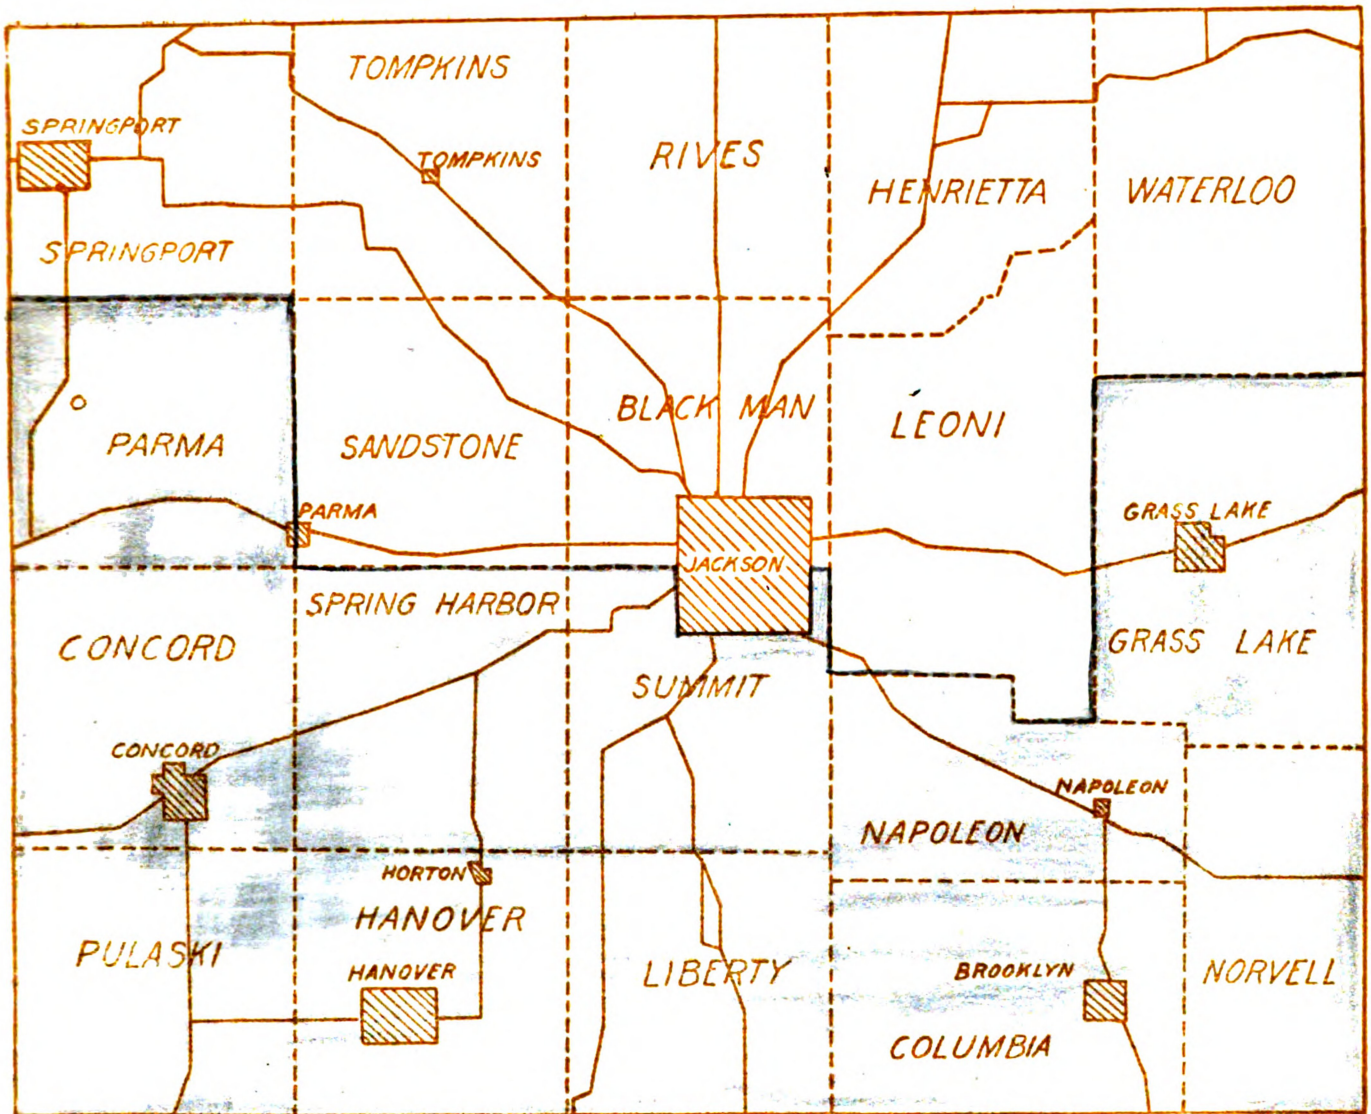 TOMPKINS
SPRINGPORT
TOMPKINS
RIVES
HENRIETTA
WATERLOO
SPRINGPORT
BLACK MAN
LEONI
PARMA
SANDSTONE
PARMA
GRASS LAKE
JACKSON
SPRING HARBOR
CONCORD
GRASS LAKE
SUMMIT
CONCORD
NAPOLEON
NAPOLEON
HORTON
HANOVER
PULASKI
HANOVER
LIBERTY
BROOKLYN
NORVELL
COLUMBIA